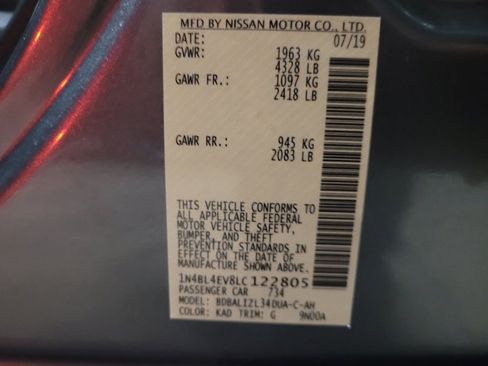 MFD BY NISSAN MOTOR CO., LTD.
DATE: 07/19
GVWR: 1963 KG
4328 LB
GAWR FR.: 1097 KG
2418 LB
GAWR RR.: 945 KG
2083 LB
THIS VEHICLE CONFORMS TO
ALL APPLICABLE FEDERAL
MOTOR VEHICLE SAFETY,
BUMPER, AND THEFT
PREVENTION STANDARDS IN
EFFECT ON THE DATE OF
MANUFACTURE SHOWN ABOVE.
1N4BL4EV8LC122805
PASSENGER CAR 734
MODEL: BDBALIZL34DUA-C-AH
COLOR: KAD TRIM: G 9N00A